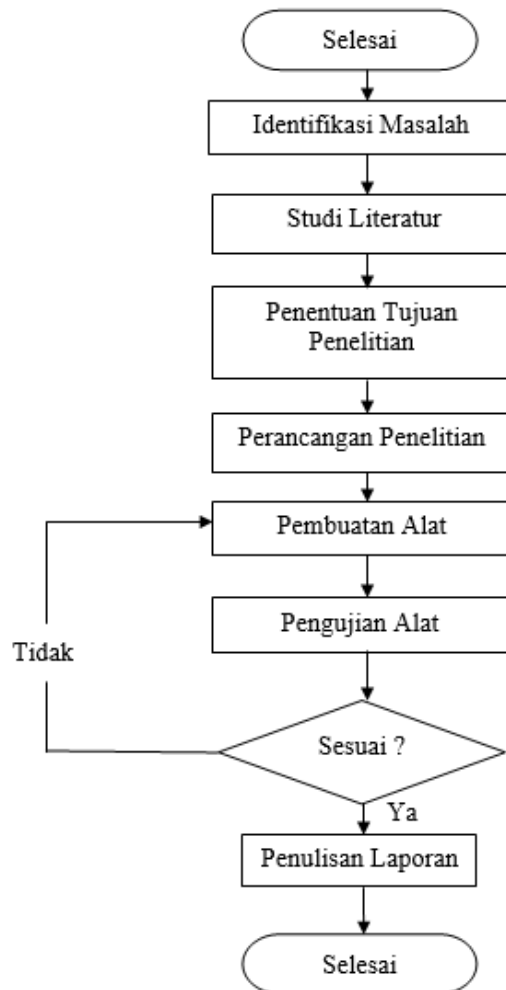 Selesai
Identifikasi Masalah
Studi Literatur
Penentuan Tujuan
Penelitian
Perancangan Penelitian
Pembuatan Alat
Pengujian Alat
Tidak
Sesuai ?
Ya
Penulisan Laporan
Selesai